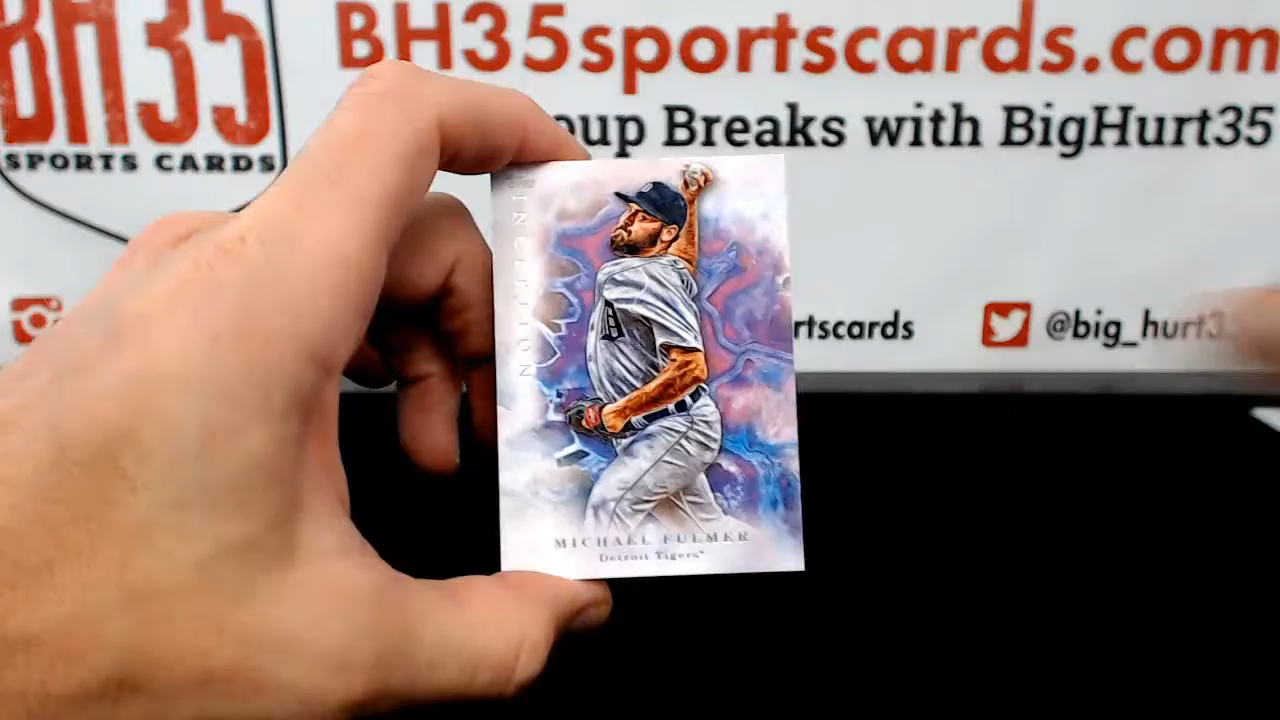 BH35
SPORTS CARDS
BH35sportscards.com
oup Breaks with BigHurt35
rtscards
@big_hurt3
INCEPTION
D
MICHAEL FULMER
Detroit Tigers